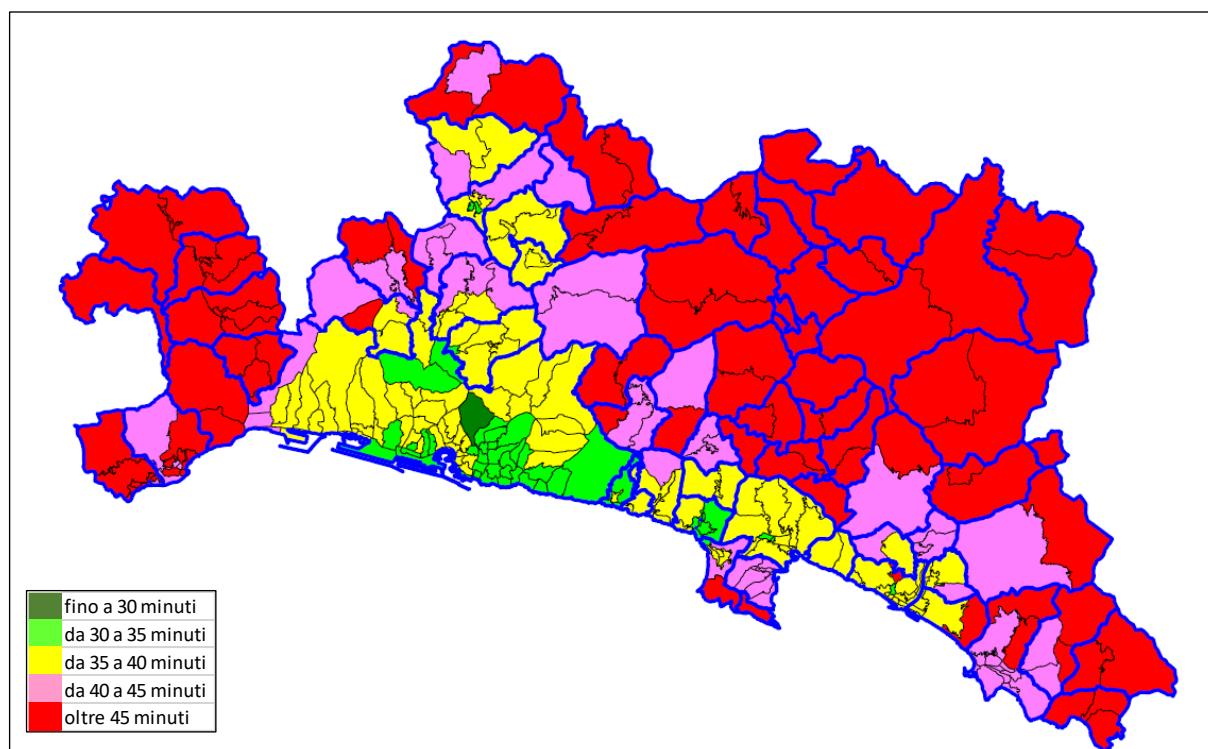 fino a 30 minuti
da 30 a 35 minuti
da 35 a 40 minuti
da 40 a 45 minuti
oltre 45 minuti